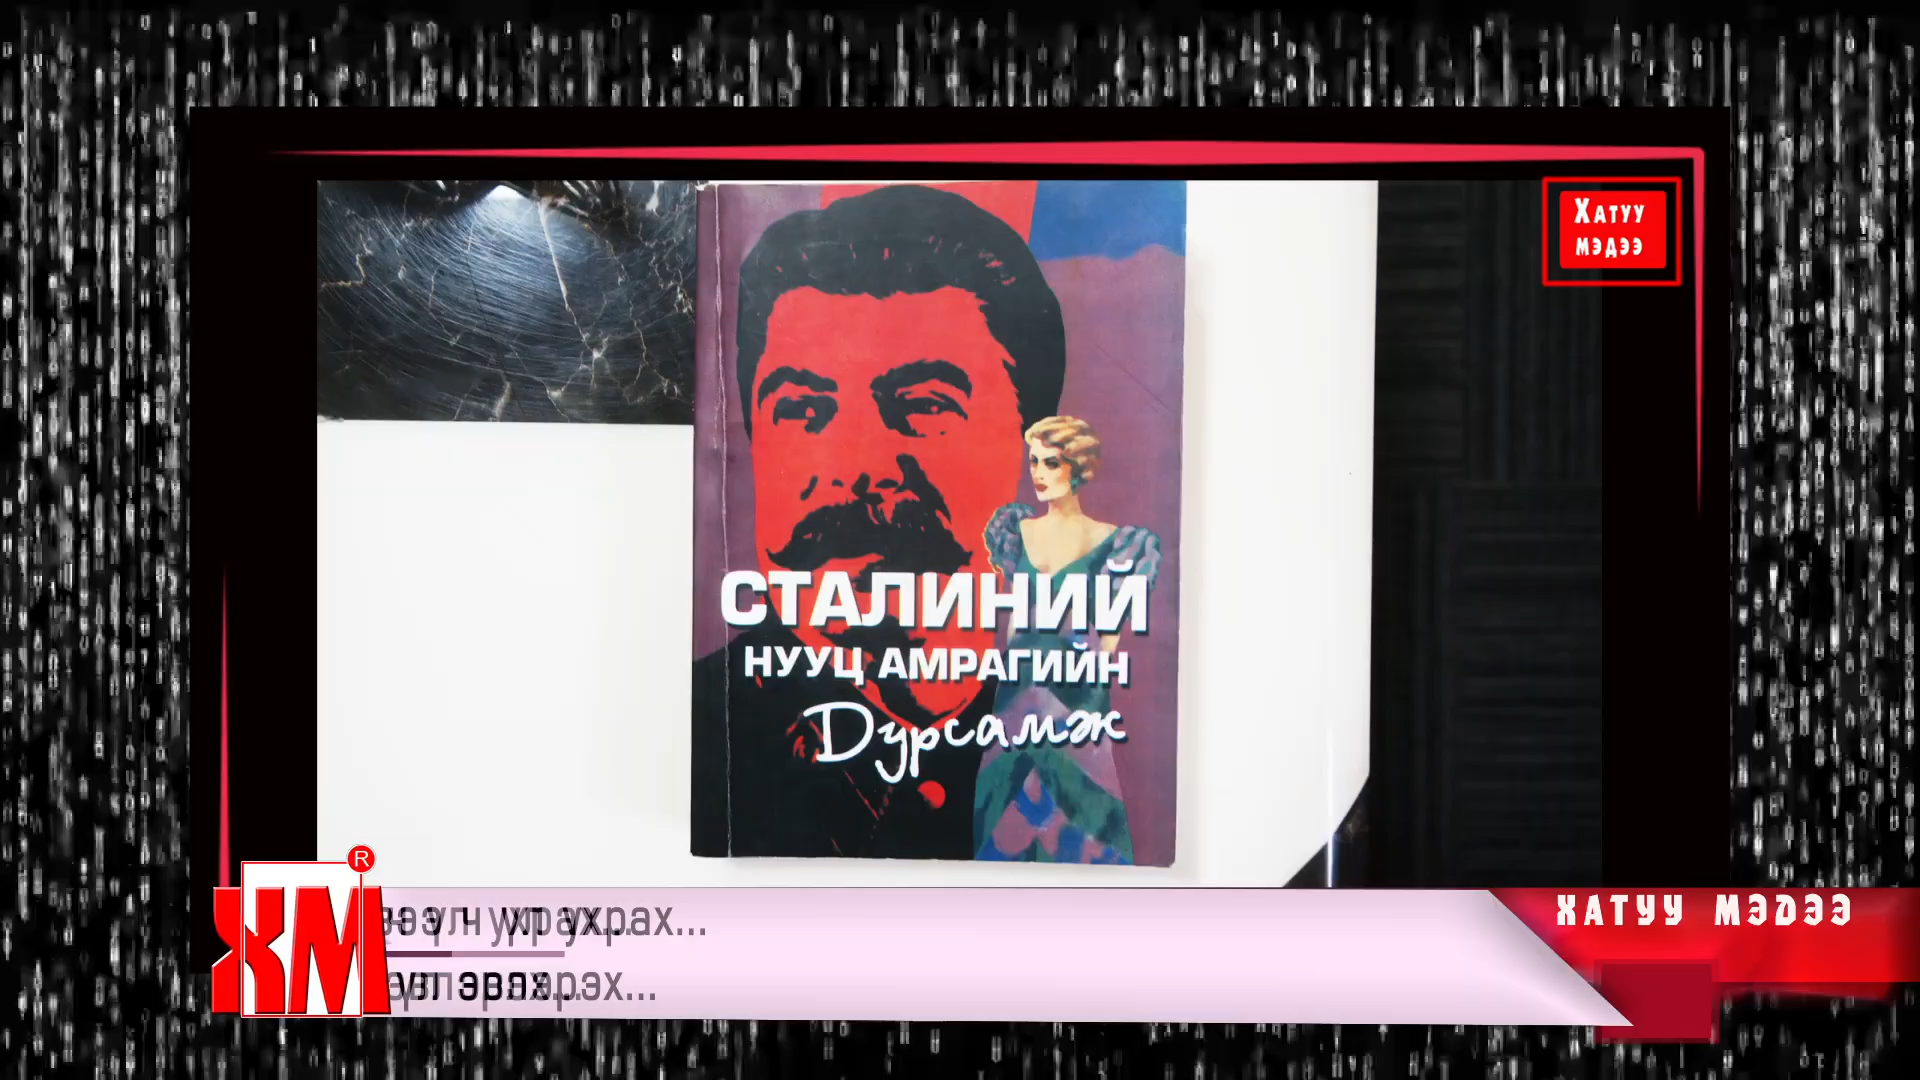 Хатуу
мэдээ
СТАЛИНИЙ
НУУЦ АМРАГИЙН
Дурсамж
®
ХМ
ХАТУУ МЭДЭЭ